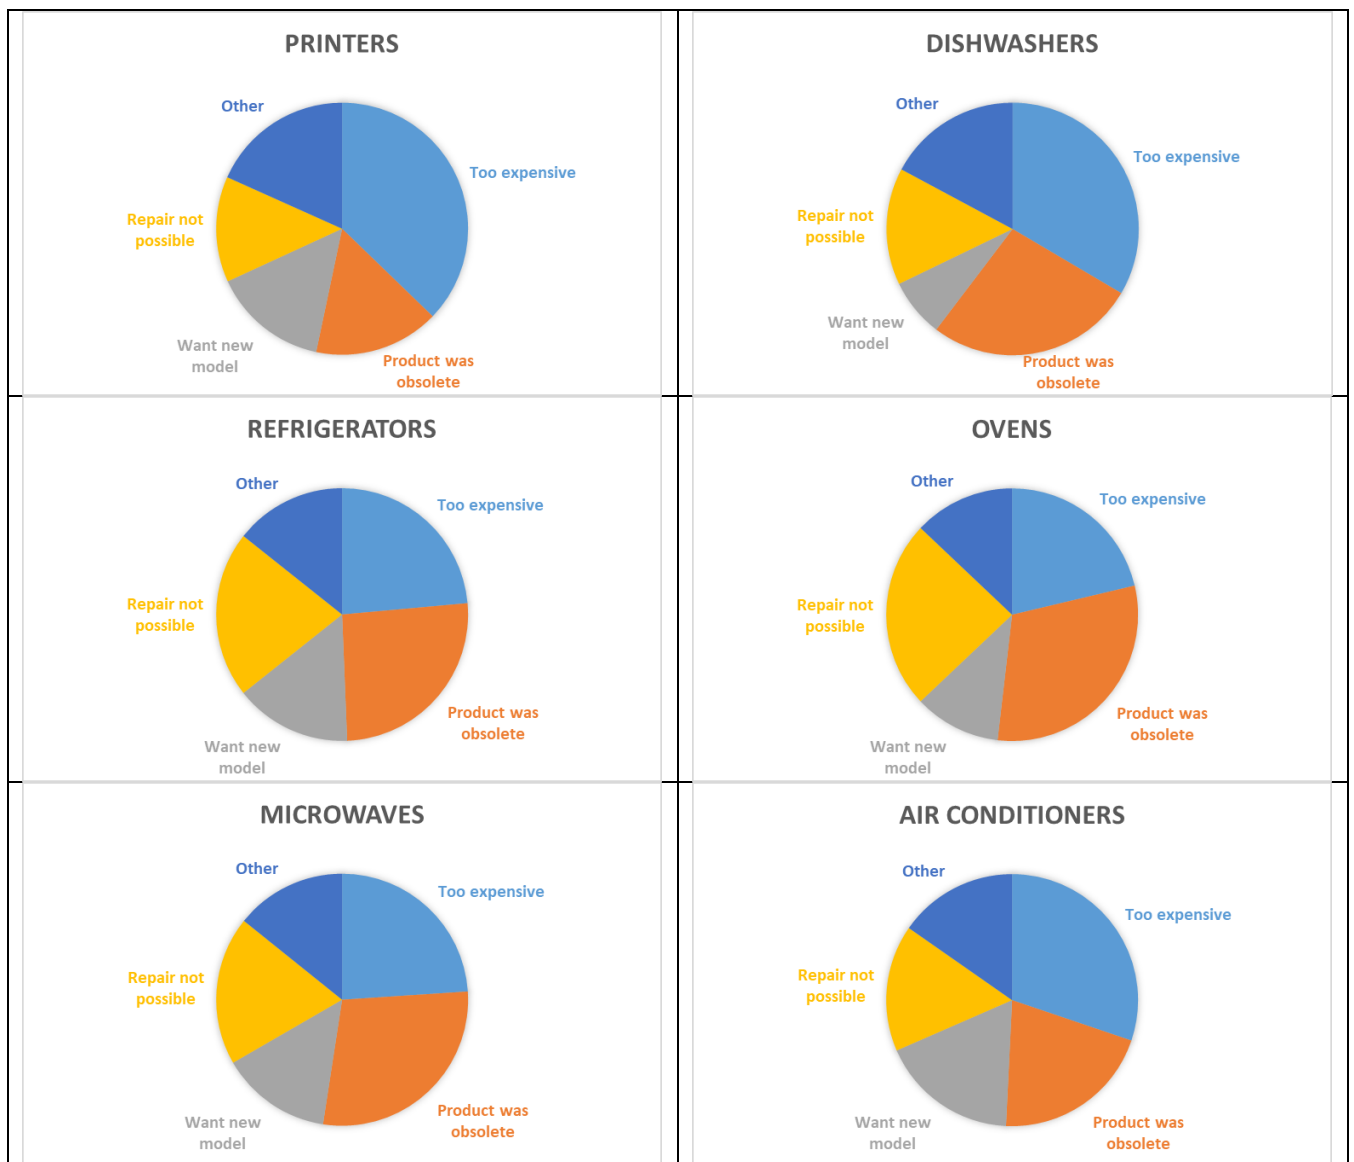 PRINTERS
Other
Too expensive
Repair not
possible
Want new
model
Product was
obsolete
DISHWASHERS
Other
Too expensive
Repair not
possible
Want new
model
Product was
obsolete
REFRIGERATORS
Other
Too expensive
Repair not
possible
Product was
obsolete
Want new
model
OVENS
Other
Too expensive
Repair not
possible
Product was
obsolete
Want new
model
MICROWAVES
Other
Too expensive
Repair not
possible
Product was
obsolete
Want new
model
AIR CONDITIONERS
Other
Too expensive
Repair not
possible
Want new
model
Product was
obsolete